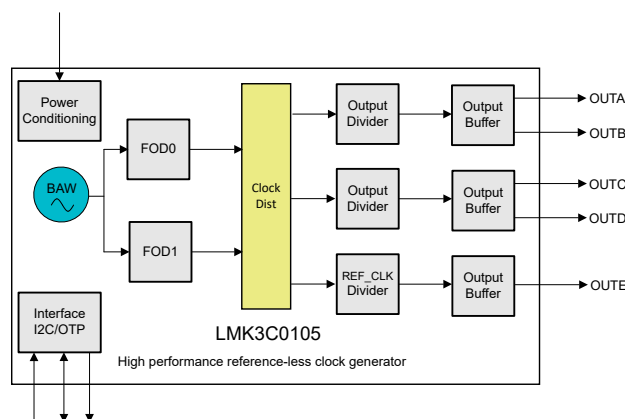 Power
Conditioning
BAW
FOD0
FOD1
Clock
Dist
Output
Divider
Output
Buffer
OUTA
OUTB
Output
Divider
Output
Buffer
OUTC
OUTD
REF_CLK
Divider
Output
Buffer
OUTE
Interface
I2C/OTP
LMK3C0105
High performance reference-less clock generator